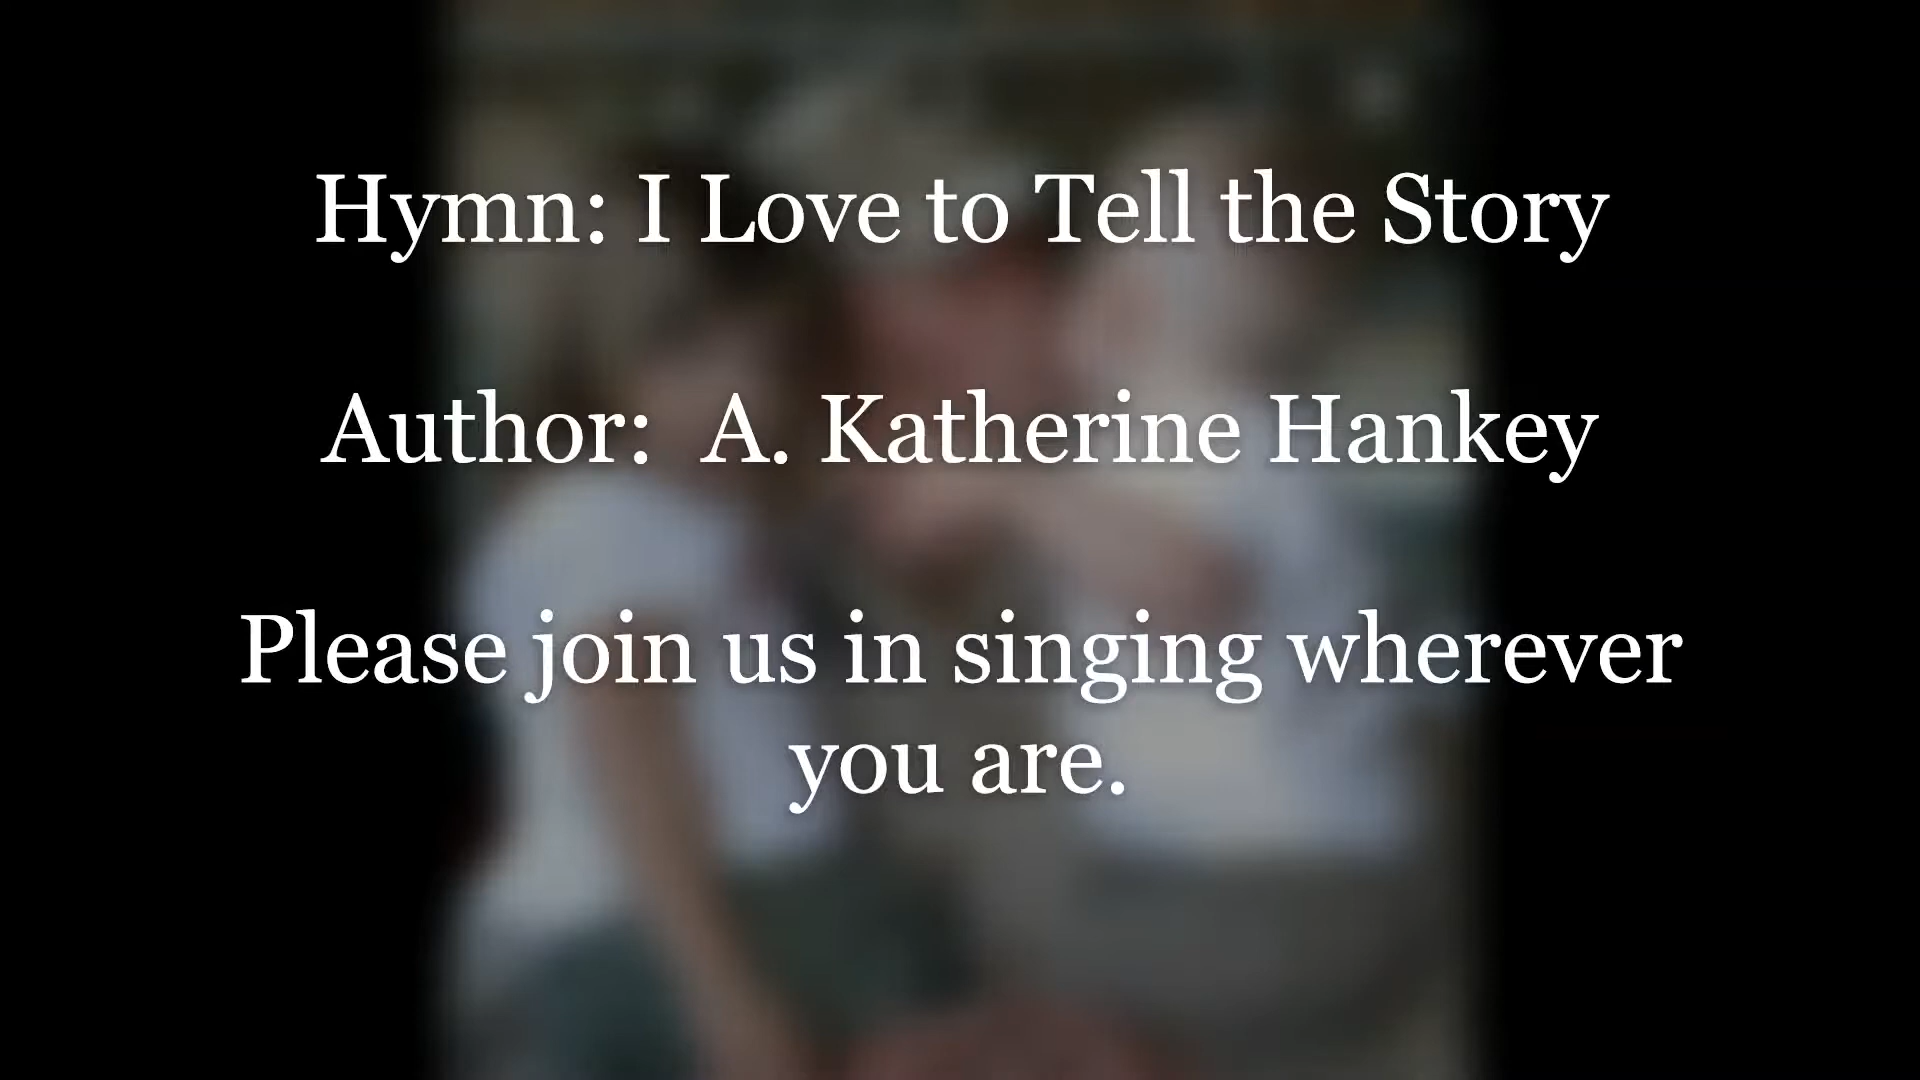 Hymn: I Love to Tell the Story
Author:  A. Katherine Hankey
Please join us in singing wherever
you are.